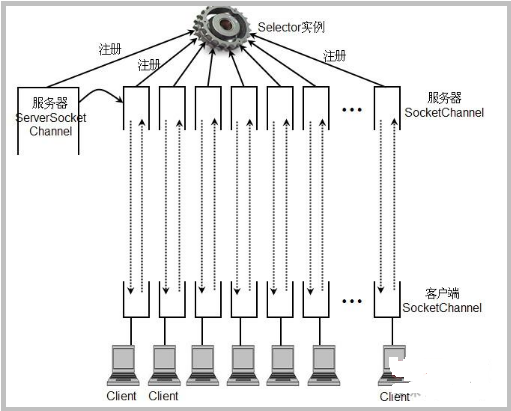 Selector实例
注册
注册
注册
服务器
ServerSocket
Channel
服务器
SocketChannel
客户端
SocketChannel
Client
Client
Client